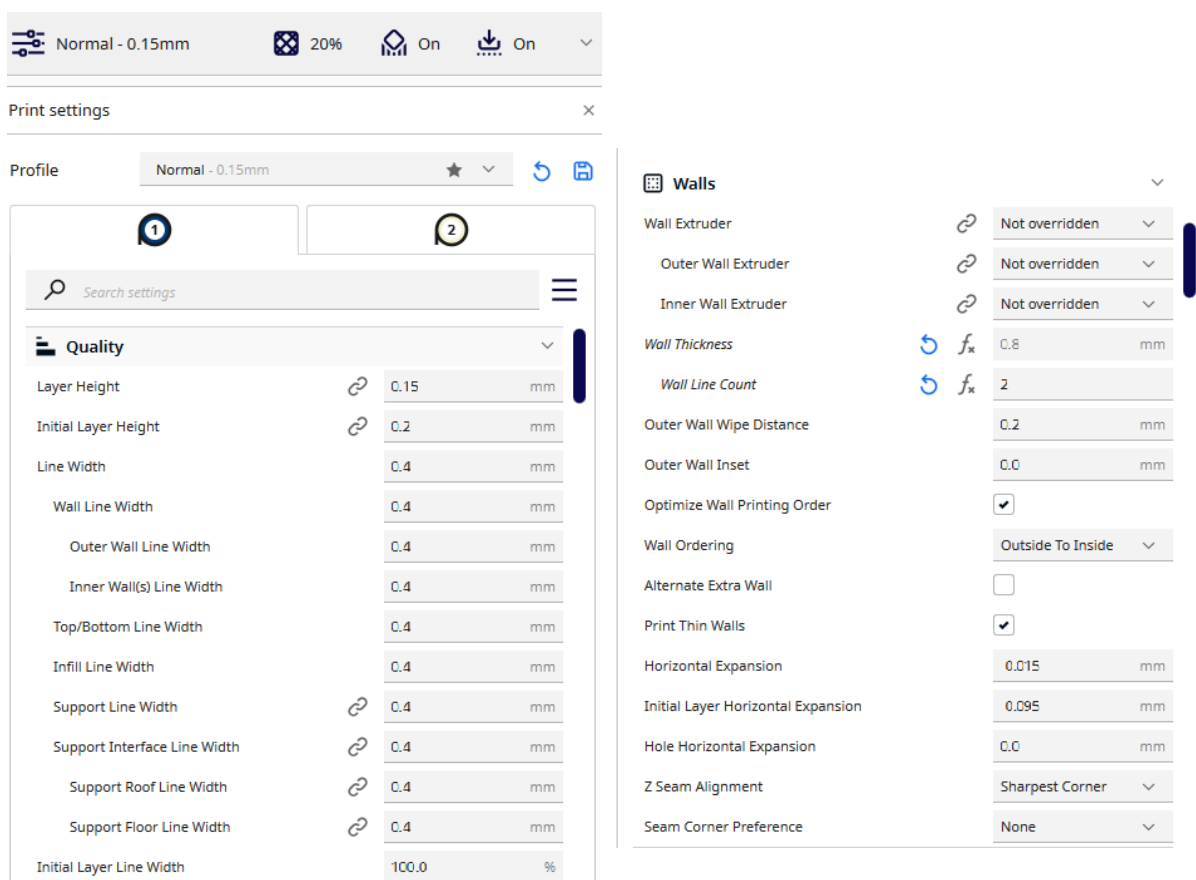 Normal - 0.15mm 20% On On
Print settings
Profile Normal - 0.15mm
1 2
Search settings
Quality
Layer Height 0.15 mm
Initial Layer Height 0.2 mm
Line Width 0.4 mm
Wall Line Width 0.4 mm
Outer Wall Line Width 0.4 mm
Inner Wall(s) Line Width 0.4 mm
Top/Bottom Line Width 0.4 mm
Infill Line Width 0.4 mm
Support Line Width 0.4 mm
Support Interface Line Width 0.4 mm
Support Roof Line Width 0.4 mm
Support Floor Line Width 0.4 mm
Initial Layer Line Width 100.0 %
Walls
Wall Extruder Not overridden
Outer Wall Extruder Not overridden
Inner Wall Extruder Not overridden
Wall Thickness fx 0.8 mm
Wall Line Count fx 2
Outer Wall Wipe Distance 0.2 mm
Outer Wall Inset 0.0 mm
Optimize Wall Printing Order
Wall Ordering Outside To Inside
Alternate Extra Wall
Print Thin Walls
Horizontal Expansion 0.015 mm
Initial Layer Horizontal Expansion 0.095 mm
Hole Horizontal Expansion 0.0 mm
Z Seam Alignment Sharpest Corner
Seam Corner Preference None